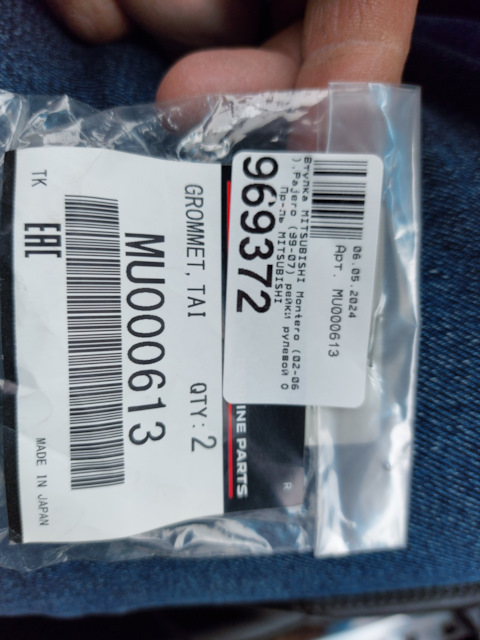 06.05.2024
Арт. MU000613
Втулка MITSUBISHI Montero (02-06
),Pajero (99-07) рейки рулевой O
Пр-ль MITSUBISHI
969372
INE PARTS
R
GROMMET, TAI QTY: 2
MU000613
TK
EAC
MADE IN JAPAN